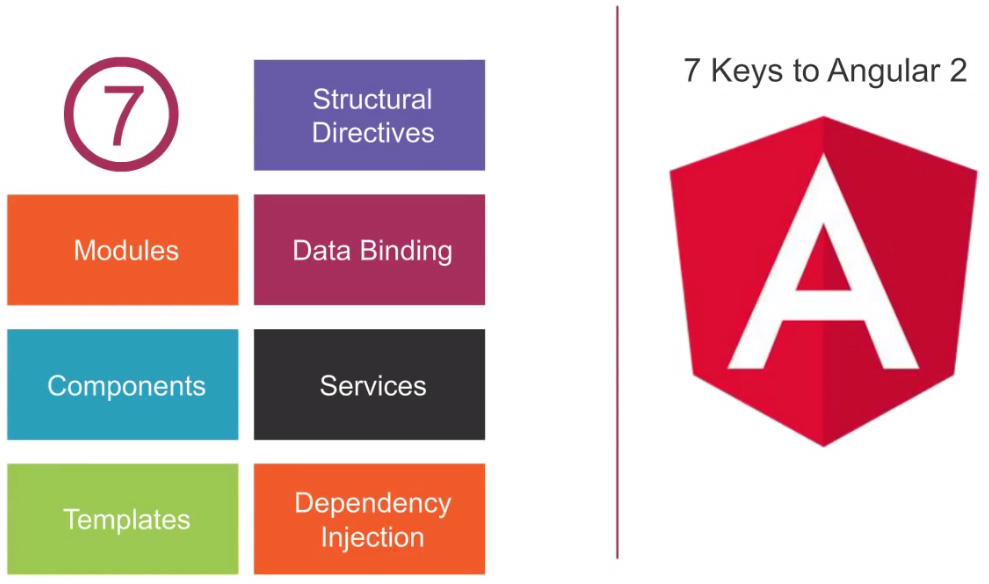 7
Modules
Components
Templates
Structural
Directives
Data Binding
Services
Dependency
Injection
7 Keys to Angular 2
A